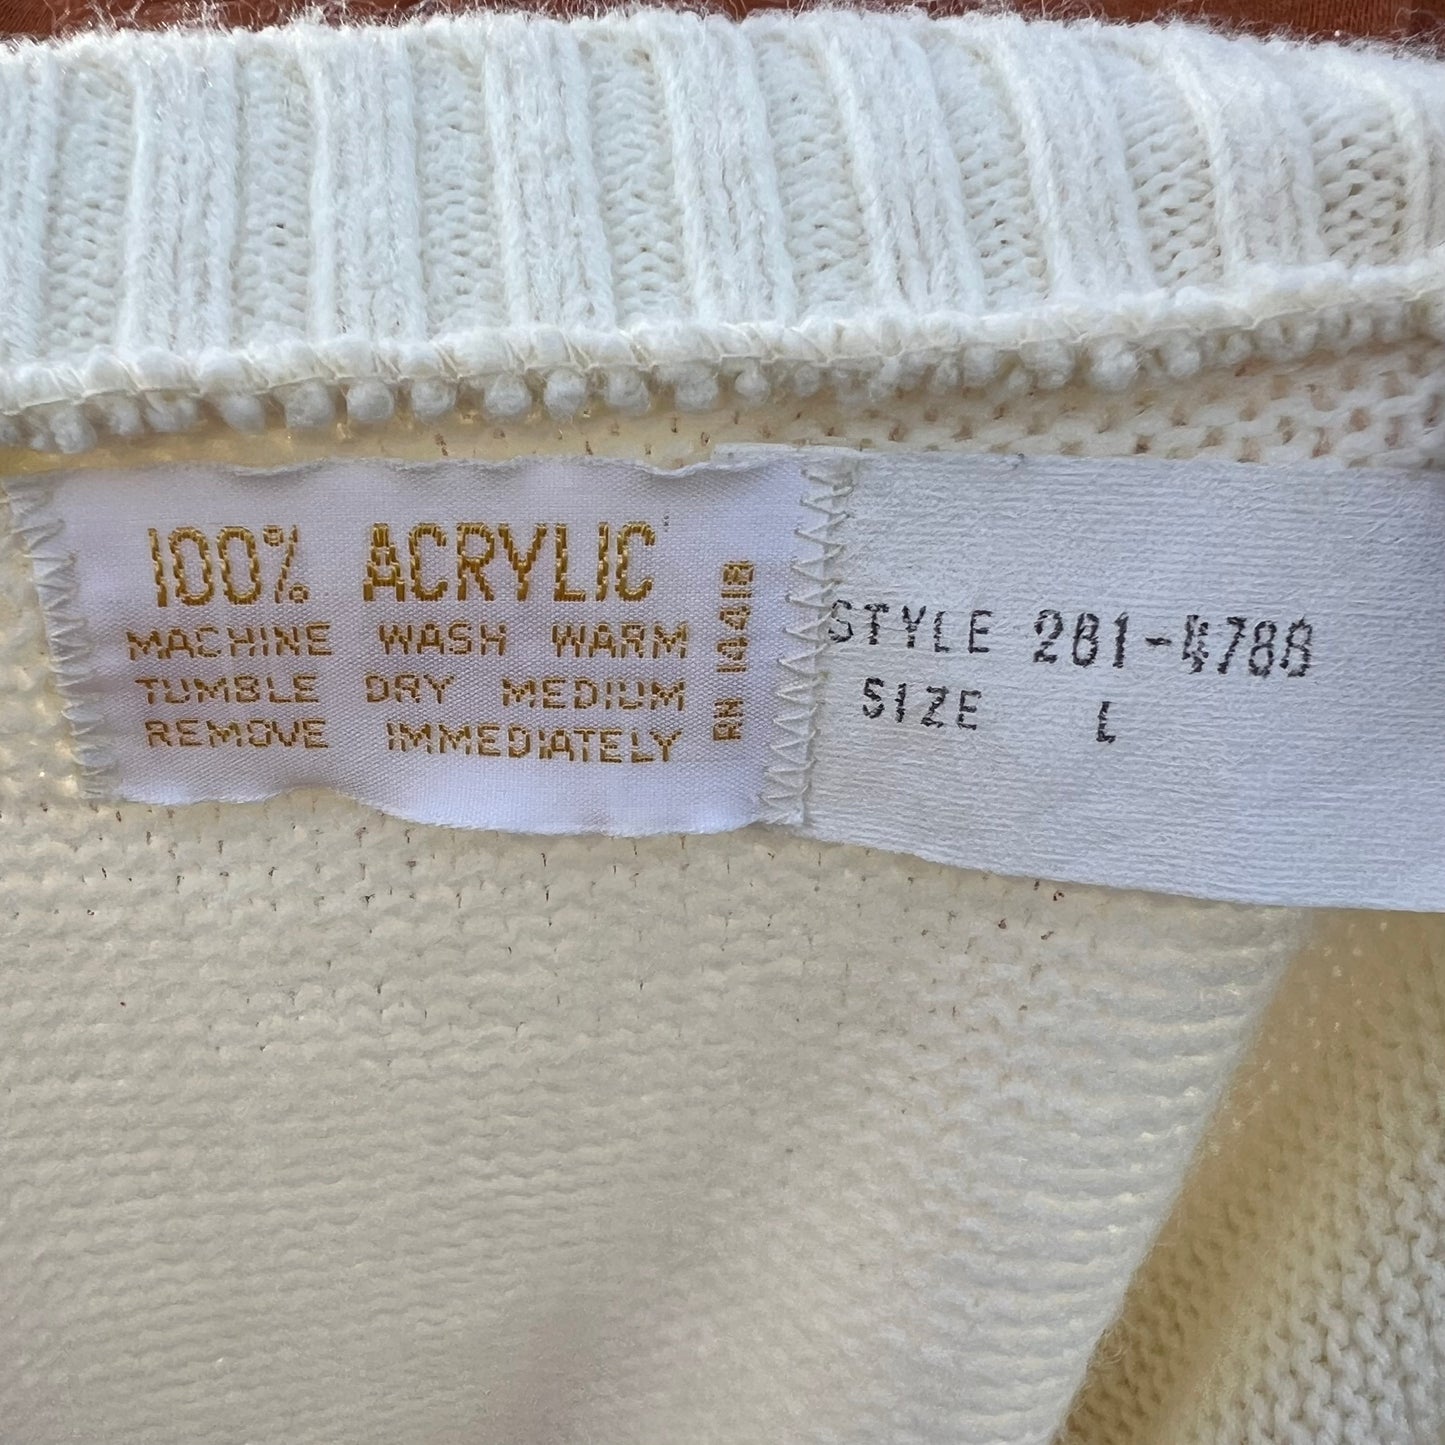 100% ACRYLIC
MACHINE WASH WARM
TUMBLE DRY MEDIUM
REMOVE IMMEDIATELY
RN 14418
STYLE 281-4788
SIZE L